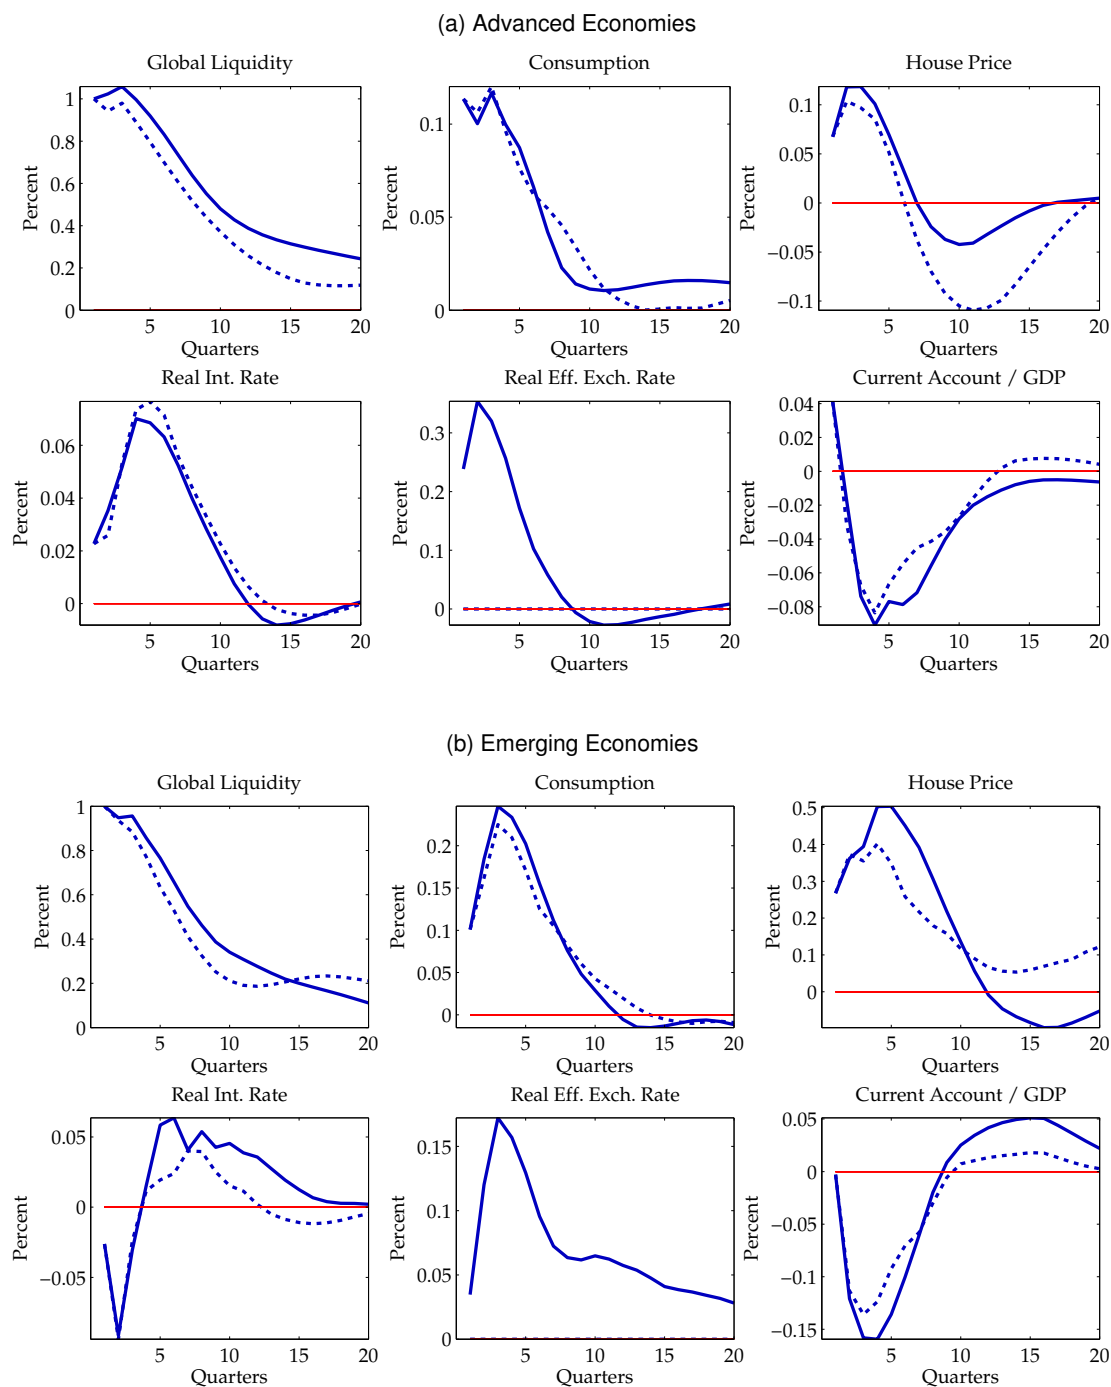 (a) Advanced Economies
Global Liquidity
Consumption
House Price
Percent
1
0.8
0.6
0.4
0.2
0
5
10
15
20
Quarters
Percent
0.1
0.05
0
5
10
15
20
Quarters
Percent
0.1
0.05
0
−0.05
−0.1
5
10
15
20
Quarters
Real Int. Rate
Real Eff. Exch. Rate
Current Account / GDP
Percent
0.06
0.04
0.02
0
5
10
15
20
Quarters
Percent
0.3
0.2
0.1
0
5
10
15
20
Quarters
Percent
0.04
0.02
0
−0.02
−0.04
−0.06
−0.08
5
10
15
20
Quarters
(b) Emerging Economies
Global Liquidity
Consumption
House Price
Percent
1
0.8
0.6
0.4
0.2
0
5
10
15
20
Quarters
Percent
0.2
0.15
0.1
0.05
0
5
10
15
20
Quarters
Percent
0.5
0.4
0.3
0.2
0.1
0
5
10
15
20
Quarters
Real Int. Rate
Real Eff. Exch. Rate
Current Account / GDP
Percent
0.05
0
−0.05
5
10
15
20
Quarters
Percent
0.15
0.1
0.05
0
5
10
15
20
Quarters
Percent
0.05
0
−0.05
−0.1
−0.15
5
10
15
20
Quarters